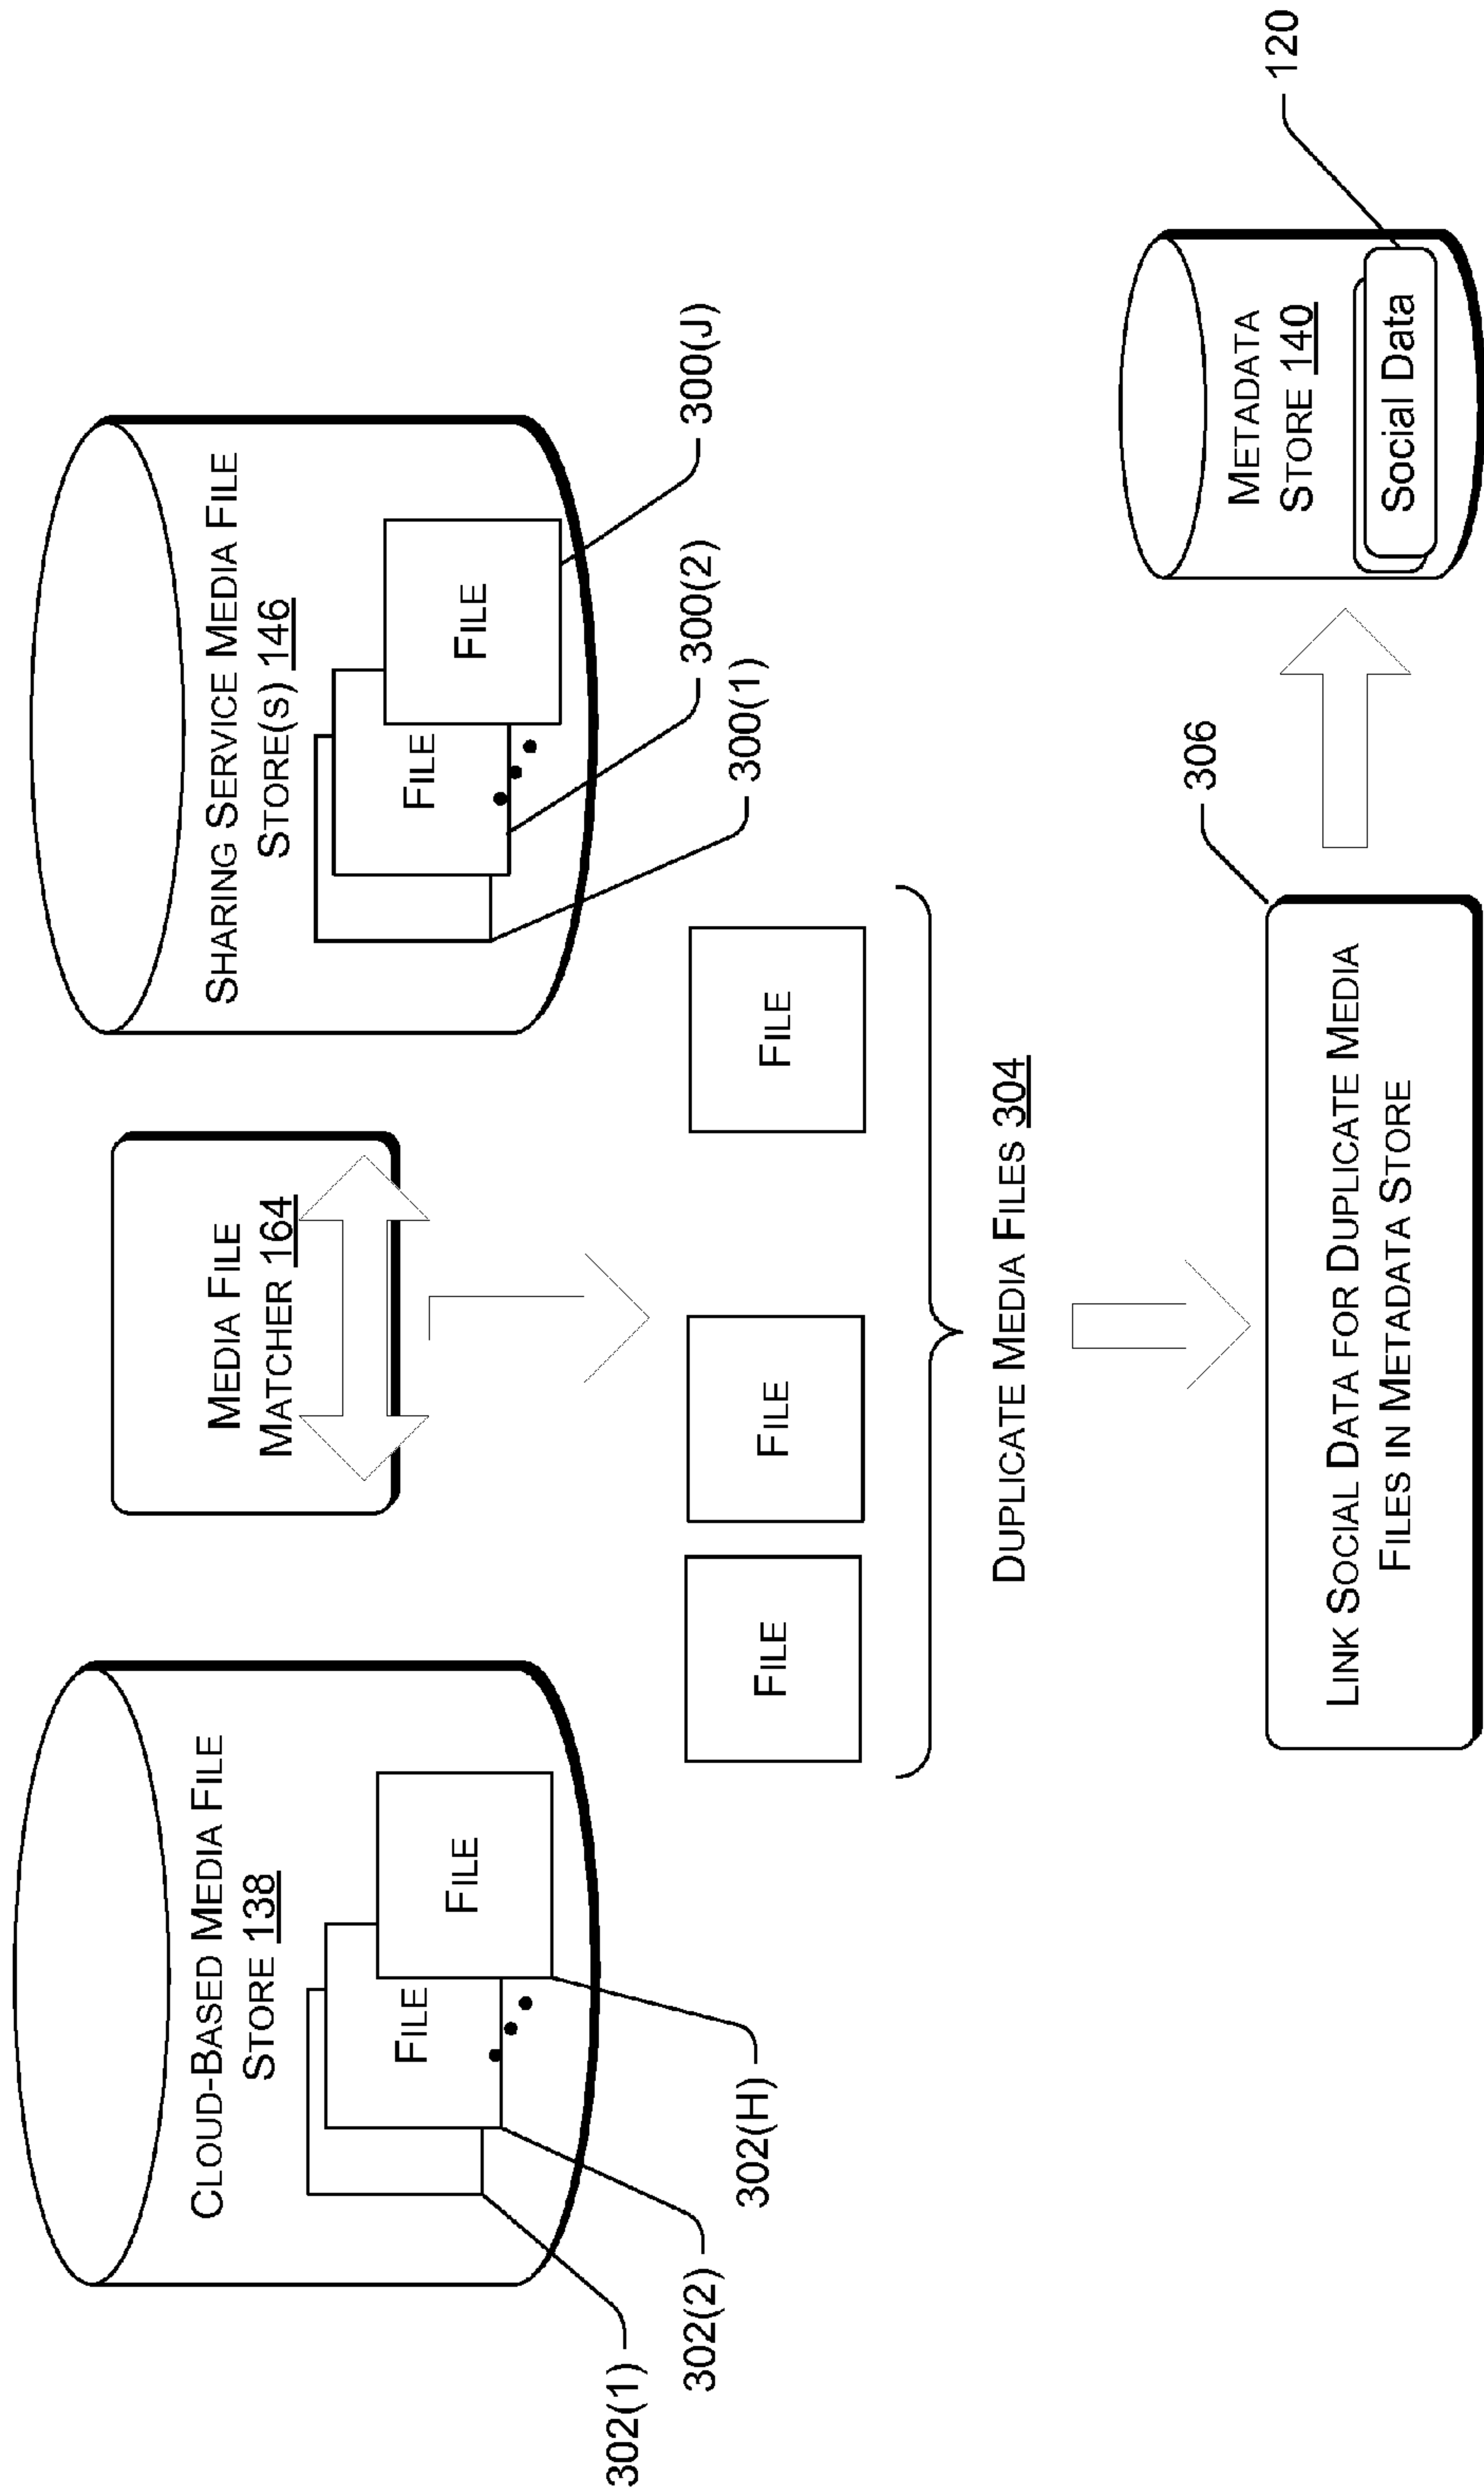 CLOUD-BASED MEDIA FILE
STORE 138
FILE
FILE
302(1)
302(2)
302(H)
MEDIA FILE
MATCHER 164
SHARING SERVICE MEDIA FILE
STORE(S) 146
FILE
FILE
300(J)
300(2)
300(1)
FILE
FILE
FILE
DUPLICATE MEDIA FILES 304
306
LINK SOCIAL DATA FOR DUPLICATE MEDIA
FILES IN METADATA STORE
METADATA
STORE 140
Social Data
120